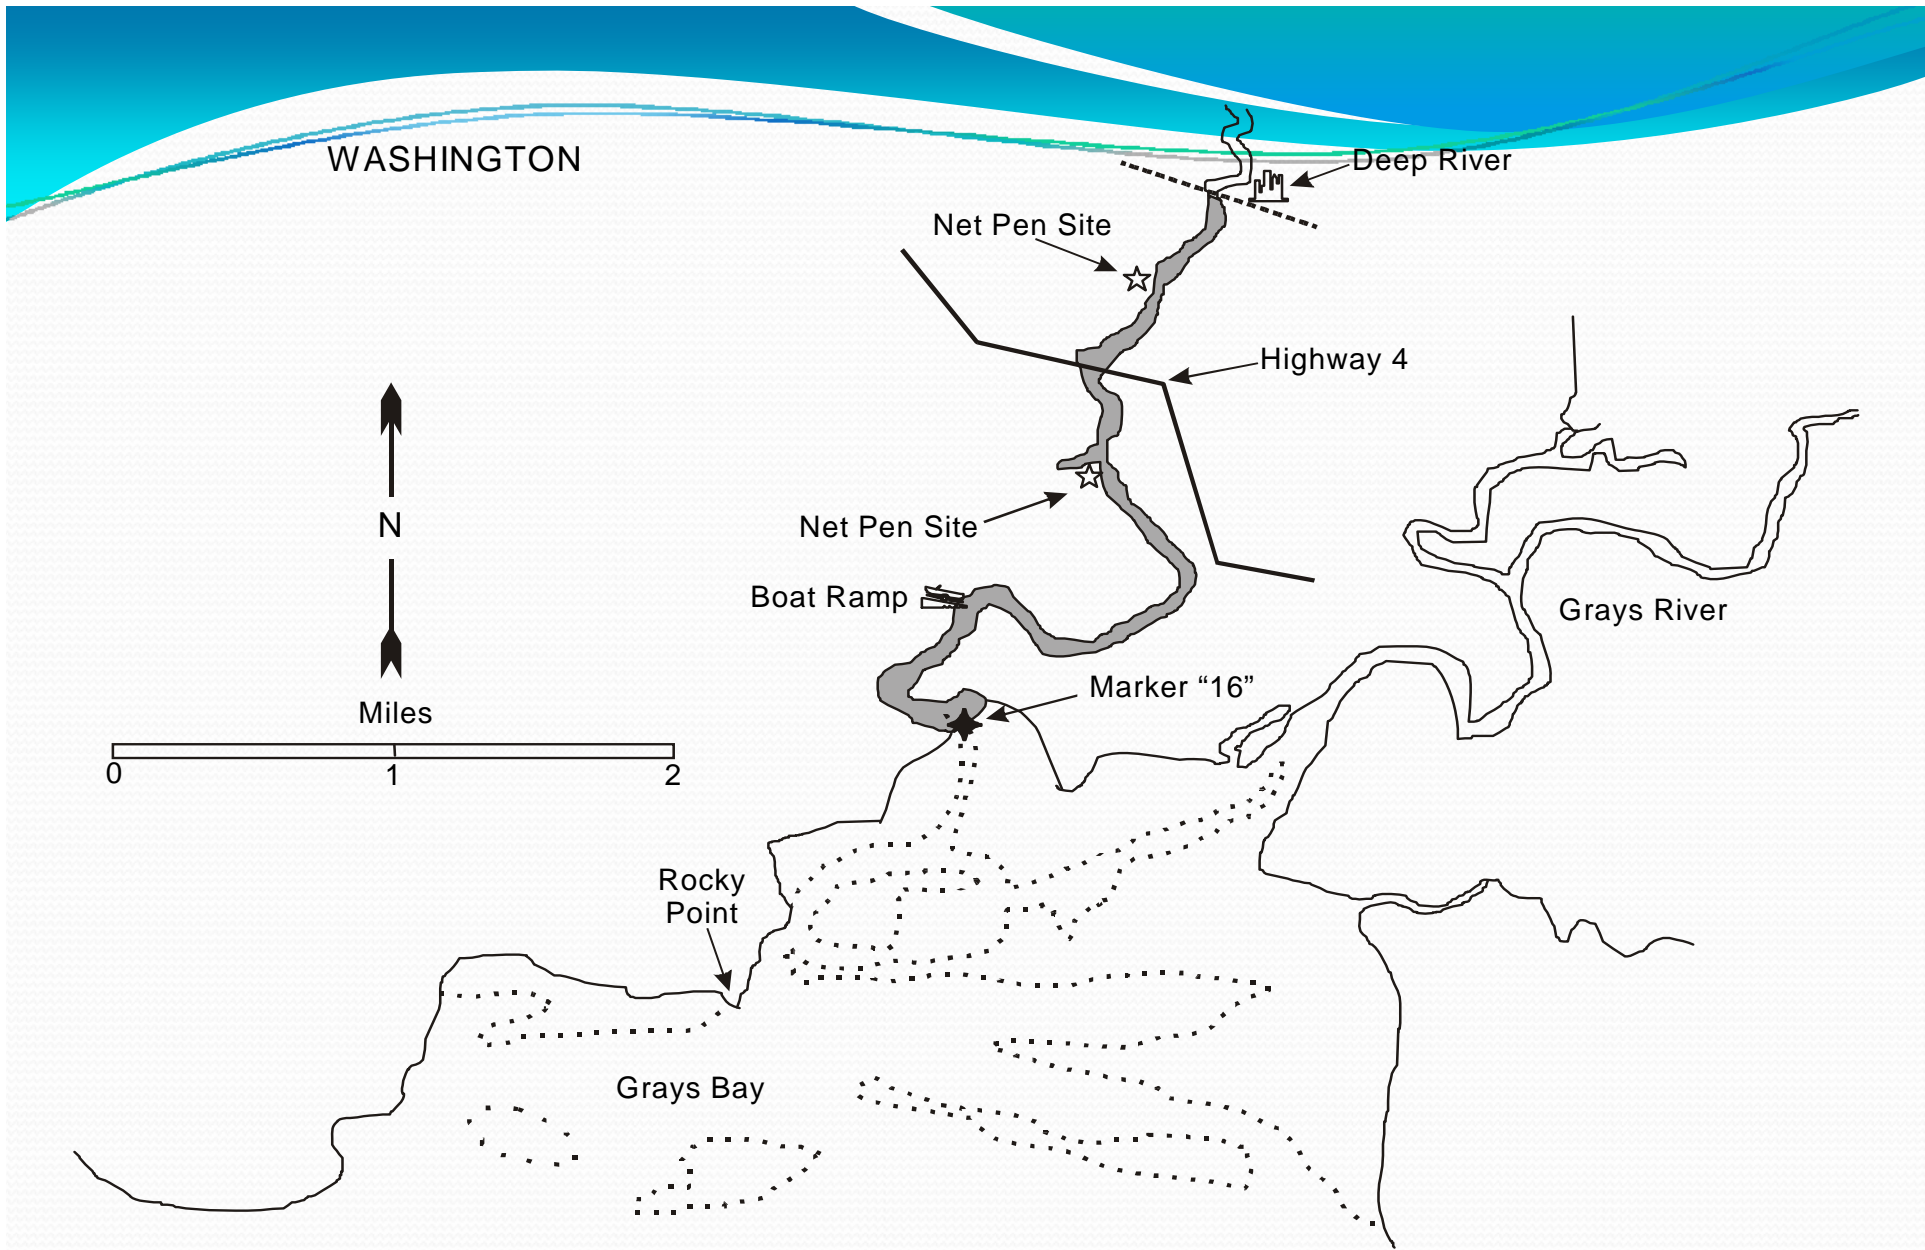 WASHINGTON
Deep River
Net Pen Site
Highway 4
N
Net Pen Site
Boat Ramp
Grays River
Marker “16”
Miles
0 1 2
Rocky
Point
Grays Bay